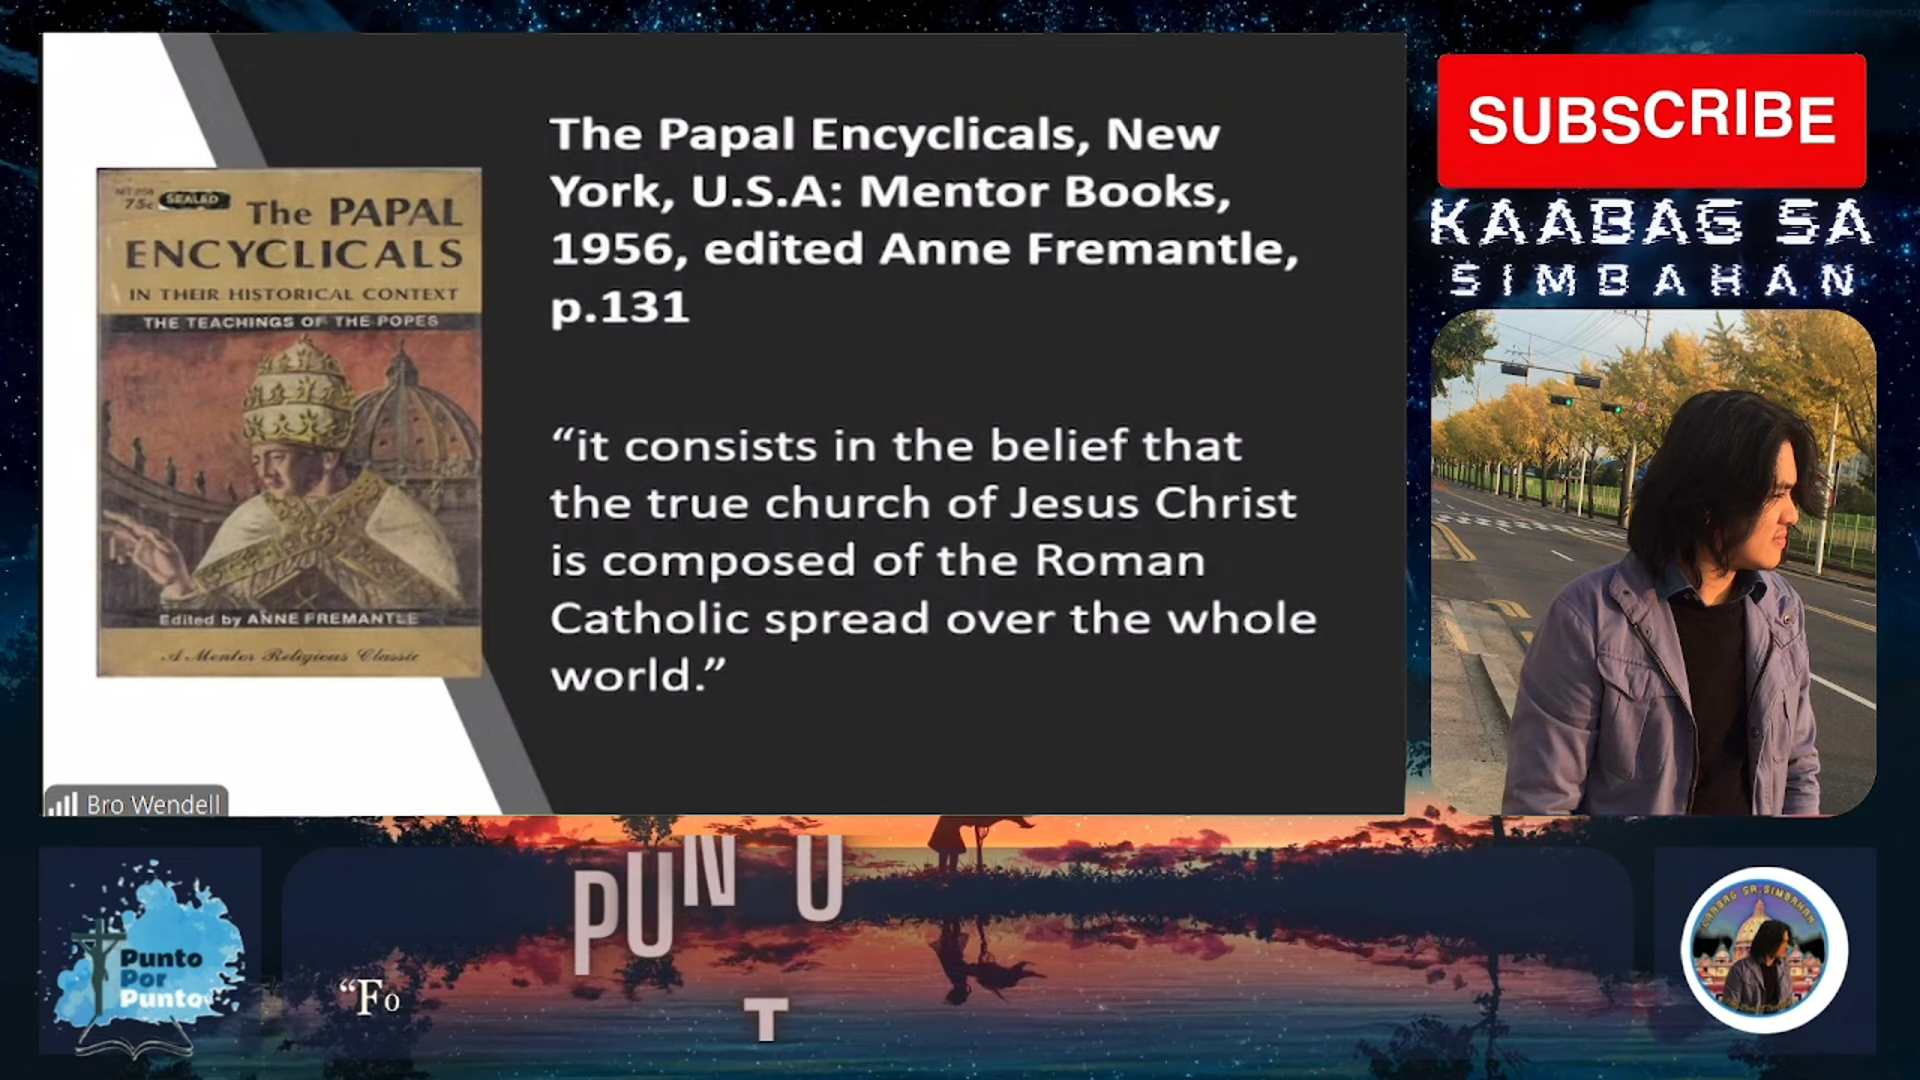 The Papal Encyclicals, New
York, U.S.A: Mentor Books,
1956, edited Anne Fremantle,
p.131
“it consists in the belief that
the true church of Jesus Christ
is composed of the Roman
Catholic spread over the whole
world.”
75c SEALED
The PAPAL
ENCYCLICALS
IN THEIR HISTORICAL CONTEXT
THE TEACHINGS OF THE POPES
Edited by ANNE FREMANTLE
A Mentor Religious Classic
Bro Wendell
SUBSCRIBE
KAABAG SA
SIMBAHAN
Punto
Por
Punto
PUN U
T
“Fo
KAABAG SA SIMBAHAN